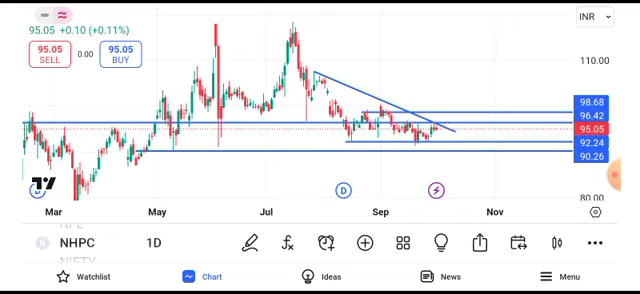 INR
95.05 +0.10 (+0.11%)
95.05 SELL
0.00
95.05 BUY
110.00
98.68
96.42
95.05
92.24
90.26
80.00
D
D
Mar May Jul Sep Nov
N NHPC 1D
NIFTY
Watchlist Chart Ideas News Menu